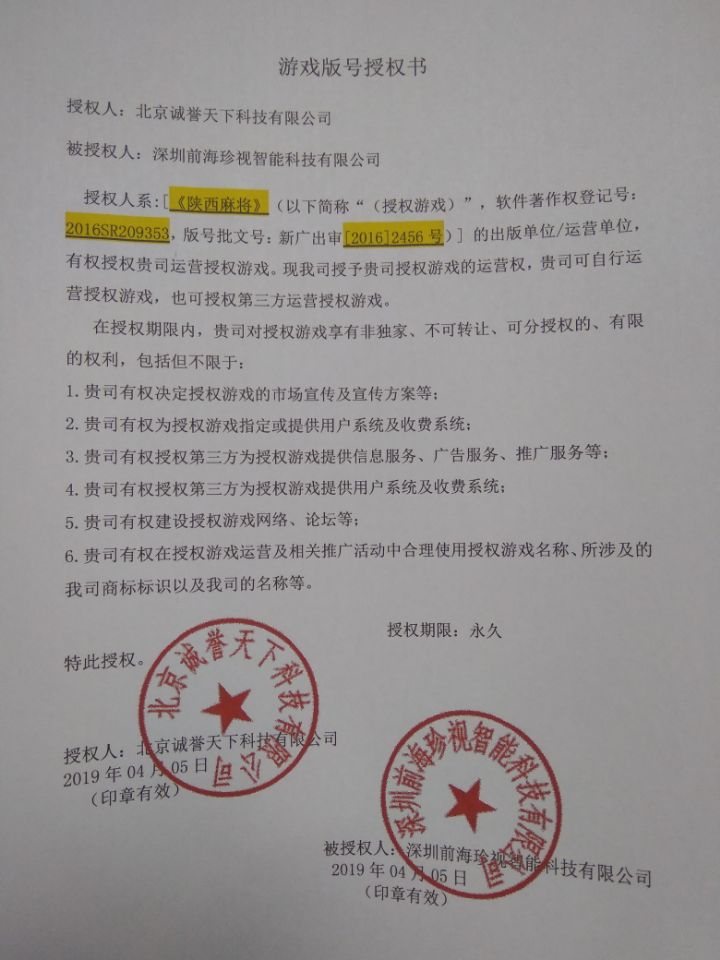 游戏版号授权书
授权人：北京诚誉天下科技有限公司
被授权人：深圳前海珍视智能科技有限公司
授权人系:[《陕西麻将》（以下简称“（授权游戏）”，软件著作权登记号：
2016SR209353，版号批文号：新广出审[2016]2456 号）] 的出版单位/运营单位，
有权授权贵司运营授权游戏。现我司授予贵司授权游戏的运营权，贵司可自行运
营授权游戏，也可授权第三方运营授权游戏。
在授权期限内，贵司对授权游戏享有非独家、不可转让、可分授权的、有限
的权利，包括但不限于：
1. 贵司有权决定授权游戏的市场宣传及宣传方案等；
2. 贵司有权为授权游戏指定或提供用户系统及收费系统；
3. 贵司有权授权第三方为授权游戏提供信息服务、广告服务、推广服务等；
4. 贵司有权授权第三方为授权游戏提供用户系统及收费系统；
5. 贵司有权建设授权游戏网络、论坛等；
6. 贵司有权在授权游戏运营及相关推广活动中合理使用授权游戏名称、所涉及的
我司商标标识以及我司的名称等。
授权期限：永久
特此授权。
北京诚誉天下科技有限公司
授权人：北京诚誉天下科技有限公司
2019 年 04 月 05 日
（印章有效）
深圳前海珍视智能科技有限公司
被授权人：深圳前海珍视智能科技有限公司
2019 年 04 月 05 日
（印章有效）